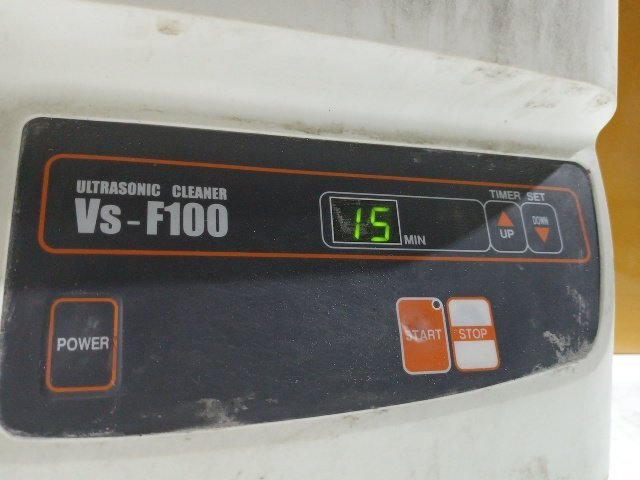 ULTRASONIC CLEANER
Vs-F100
15
MIN
TIMER SET
UP
DOWN
POWER
START
STOP